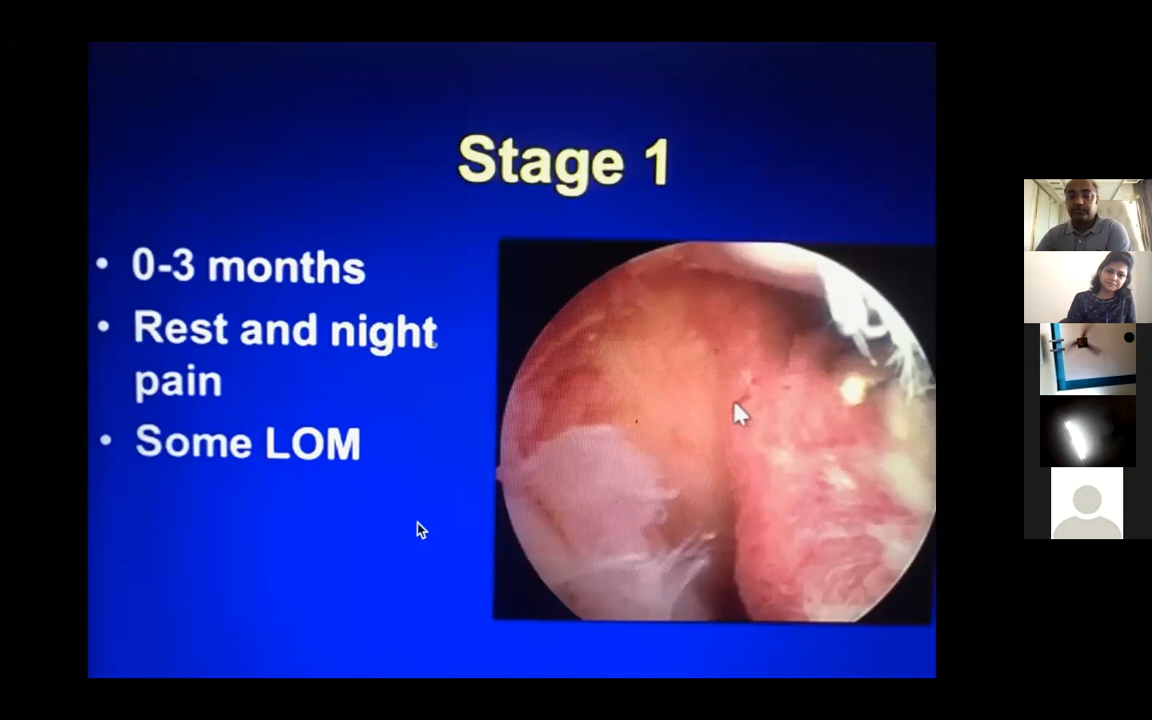 Stage 1
• 0-3 months
• Rest and night
pain
• Some LOM